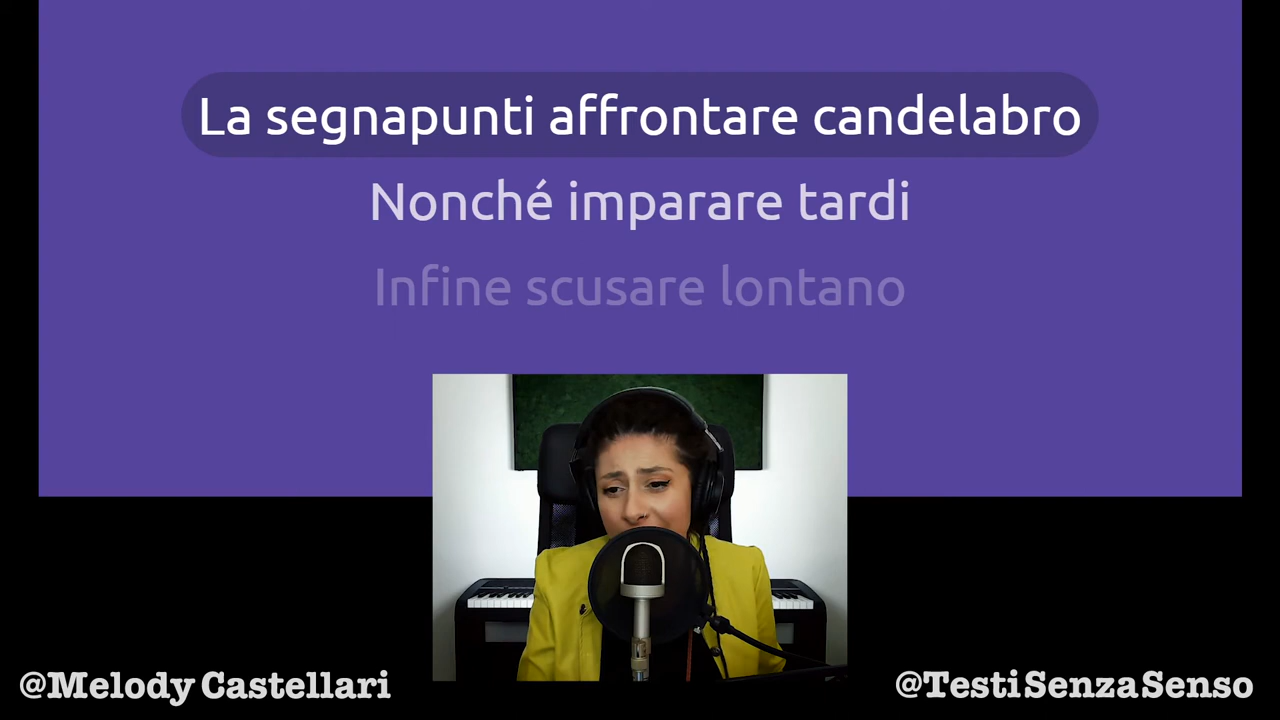 La segnapunti affrontare candelabro
Nonché imparare tardi
Infine scusare lontano
@Melody Castellari
@TestiSenzaSenso